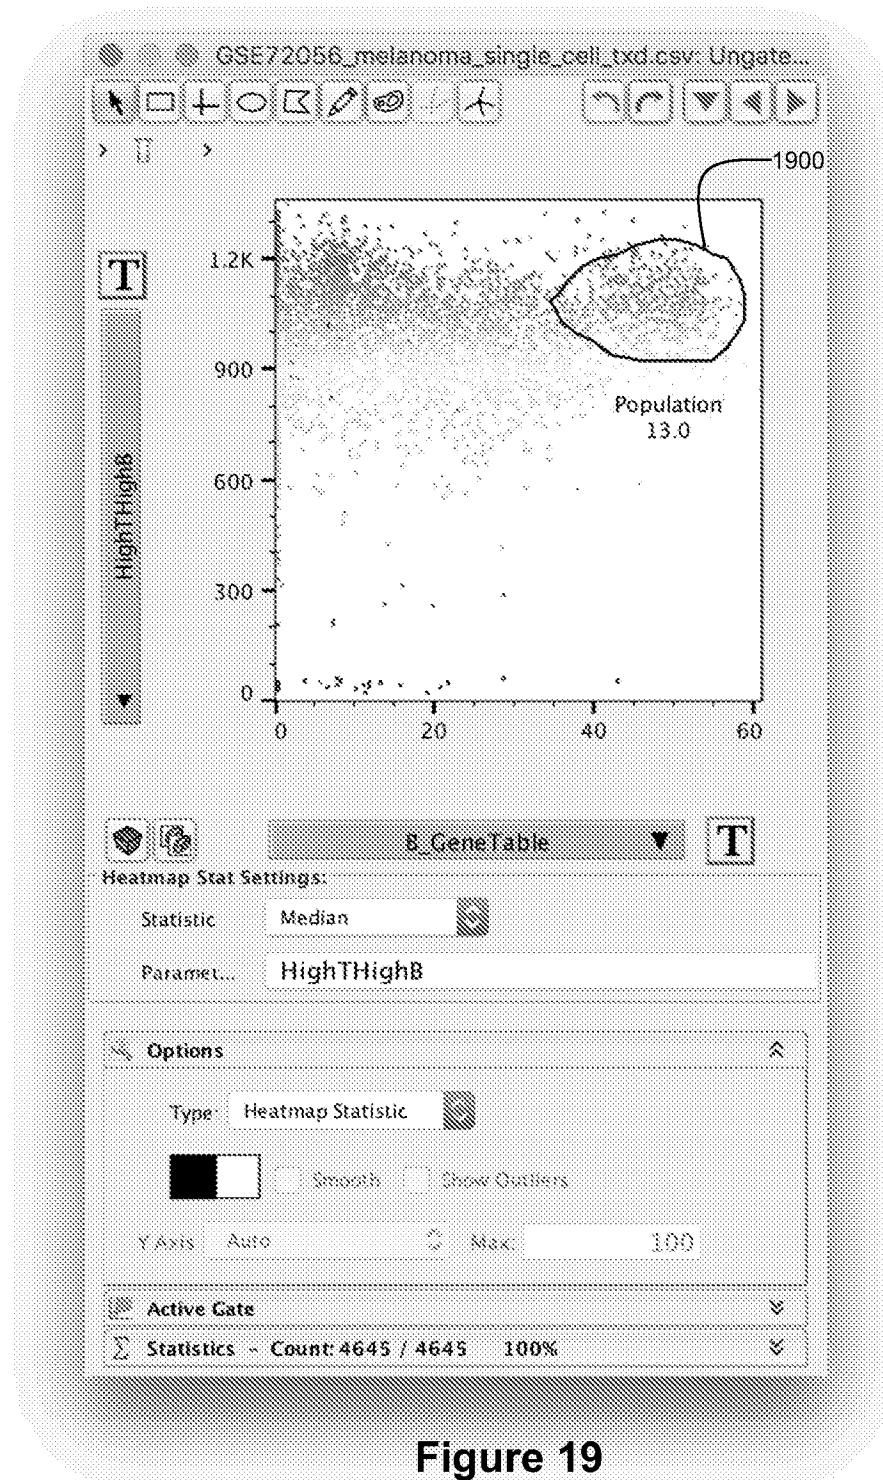 GSE72056_melanoma_single_cell_txd.csv: Ungate...
1900
T
1.2K
900
600
300
0
HighTHighB
Population
13.0
0 20 40 60
B_GeneTable T
Heatmap Stat Settings:
Statistic Median
Paramet... HighTHighB
Options
Type: Heatmap Statistic
Smooth Show Outliers
Y Axis Auto Max: 100
Active Gate
Σ Statistics - Count: 4645 / 4645 100%
Figure 19